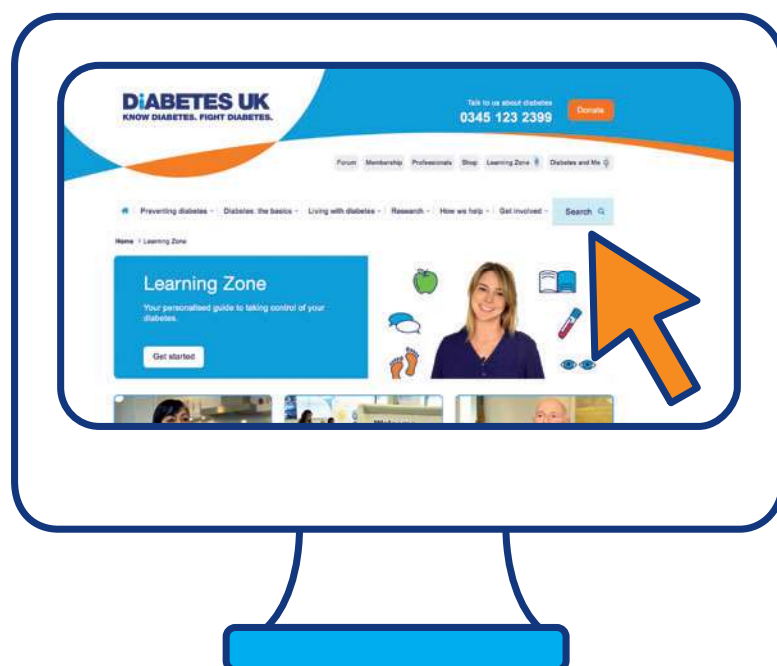 DiABETES UK
KNOW DIABETES. FIGHT DIABETES.
Talk to us about diabetes
0345 123 2399
Donate
Forum Membership Professionals Shop Learning Zone Diabetes and Me
Preventing diabetes Diabetes: the basics Living with diabetes Research How we help Get involved Search
Home Learning Zone
Learning Zone
Your personalised guide to taking control of your
diabetes.
Get started